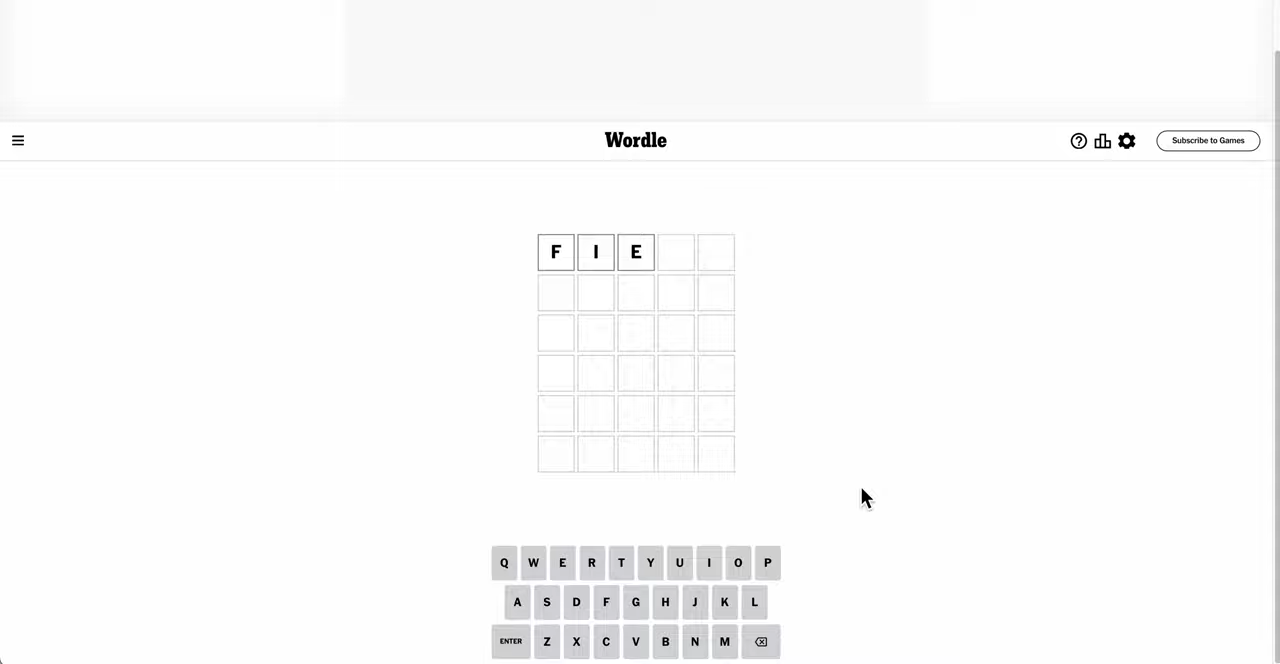 Wordle
Subscribe to Games
F I E
Q W E R T Y U I O P
A S D F G H J K L
ENTER Z X C V B N M